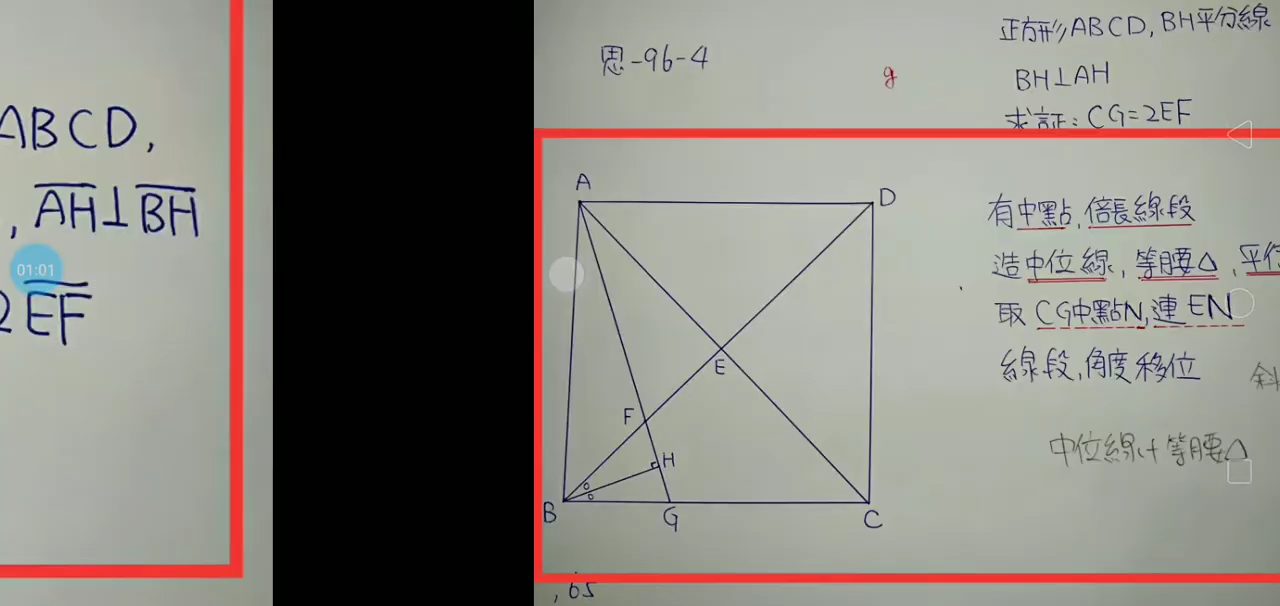 ABCD,
, AH⊥BH
01:01
2EF
思-96-4
g
正方形ABCD, BH平分線
BH⊥AH
求証: CG=2EF
A
D
有中點, 倍長線段
造中位線, 等腰△, 平行
取CG中點N, 連EN
E
線段, 角度移位
斜
F
中位線+等腰△
H
B
G
C
, 65